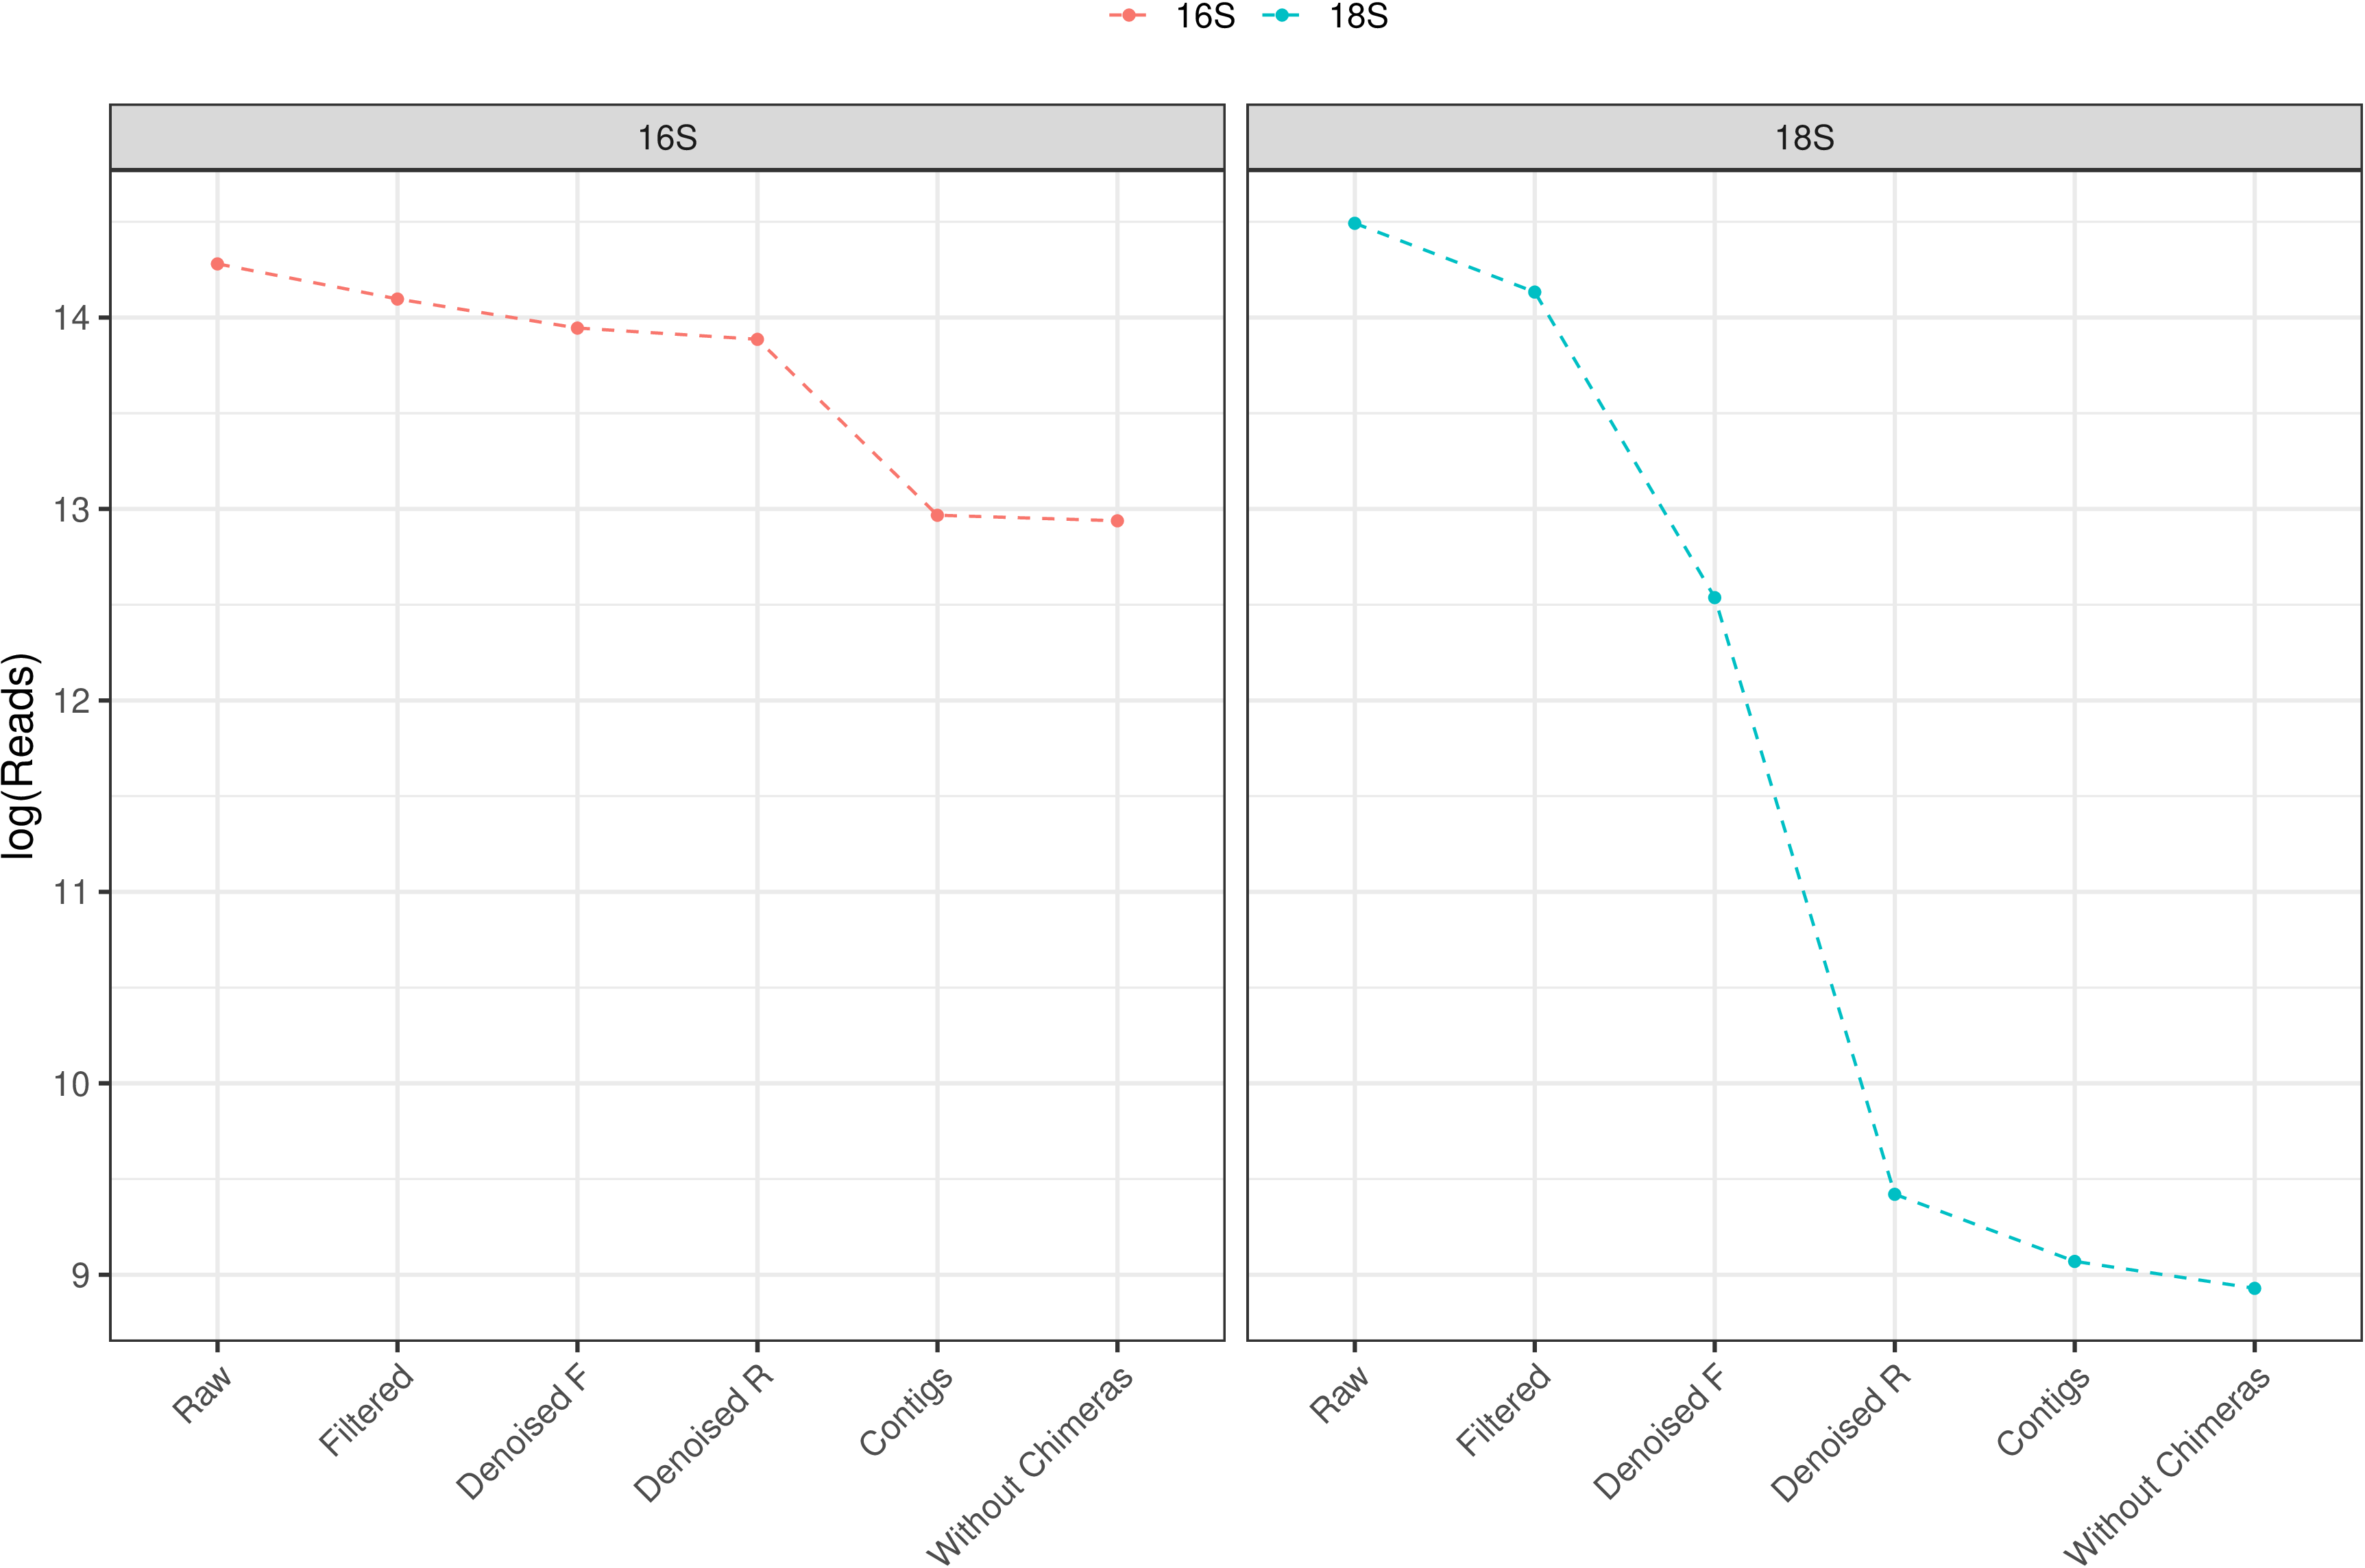 16S 18S
16S 18S
log(Reads)
14
13
12
11
10
9
Raw Filtered Denoised F Denoised R Contigs Without Chimeras
Raw Filtered Denoised F Denoised R Contigs Without Chimeras